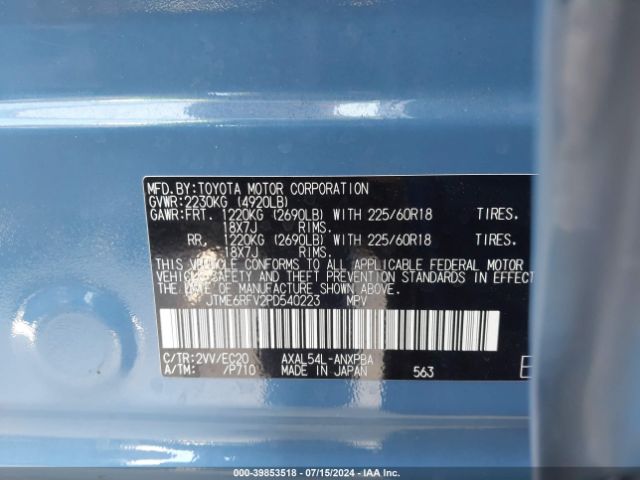 MFD.BY:TOYOTA MOTOR CORPORATION
GVWR:2230KG (4920LB)
GAWR:FRT. 1220KG (2690LB) WITH 225/60R18 TIRES.
18X7J RIMS.
RR. 1220KG (2690LB) WITH 225/60R18 TIRES.
18X7J RIMS.
THIS VEHICLE CONFORMS TO ALL APPLICABLE FEDERAL MOTOR
VEHICLE SAFETY AND THEFT PREVENTION STANDARDS IN EFFECT
THE DATE OF MANUFACTURE SHOWN ABOVE.
JTME6RFV2PD540223 MPV
C/TR:2VV/EC20 AXAL54L-ANXPBA
A/TM: /P710 MADE IN JAPAN 563
000-39853518 - 07/15/2024 - IAA Inc.